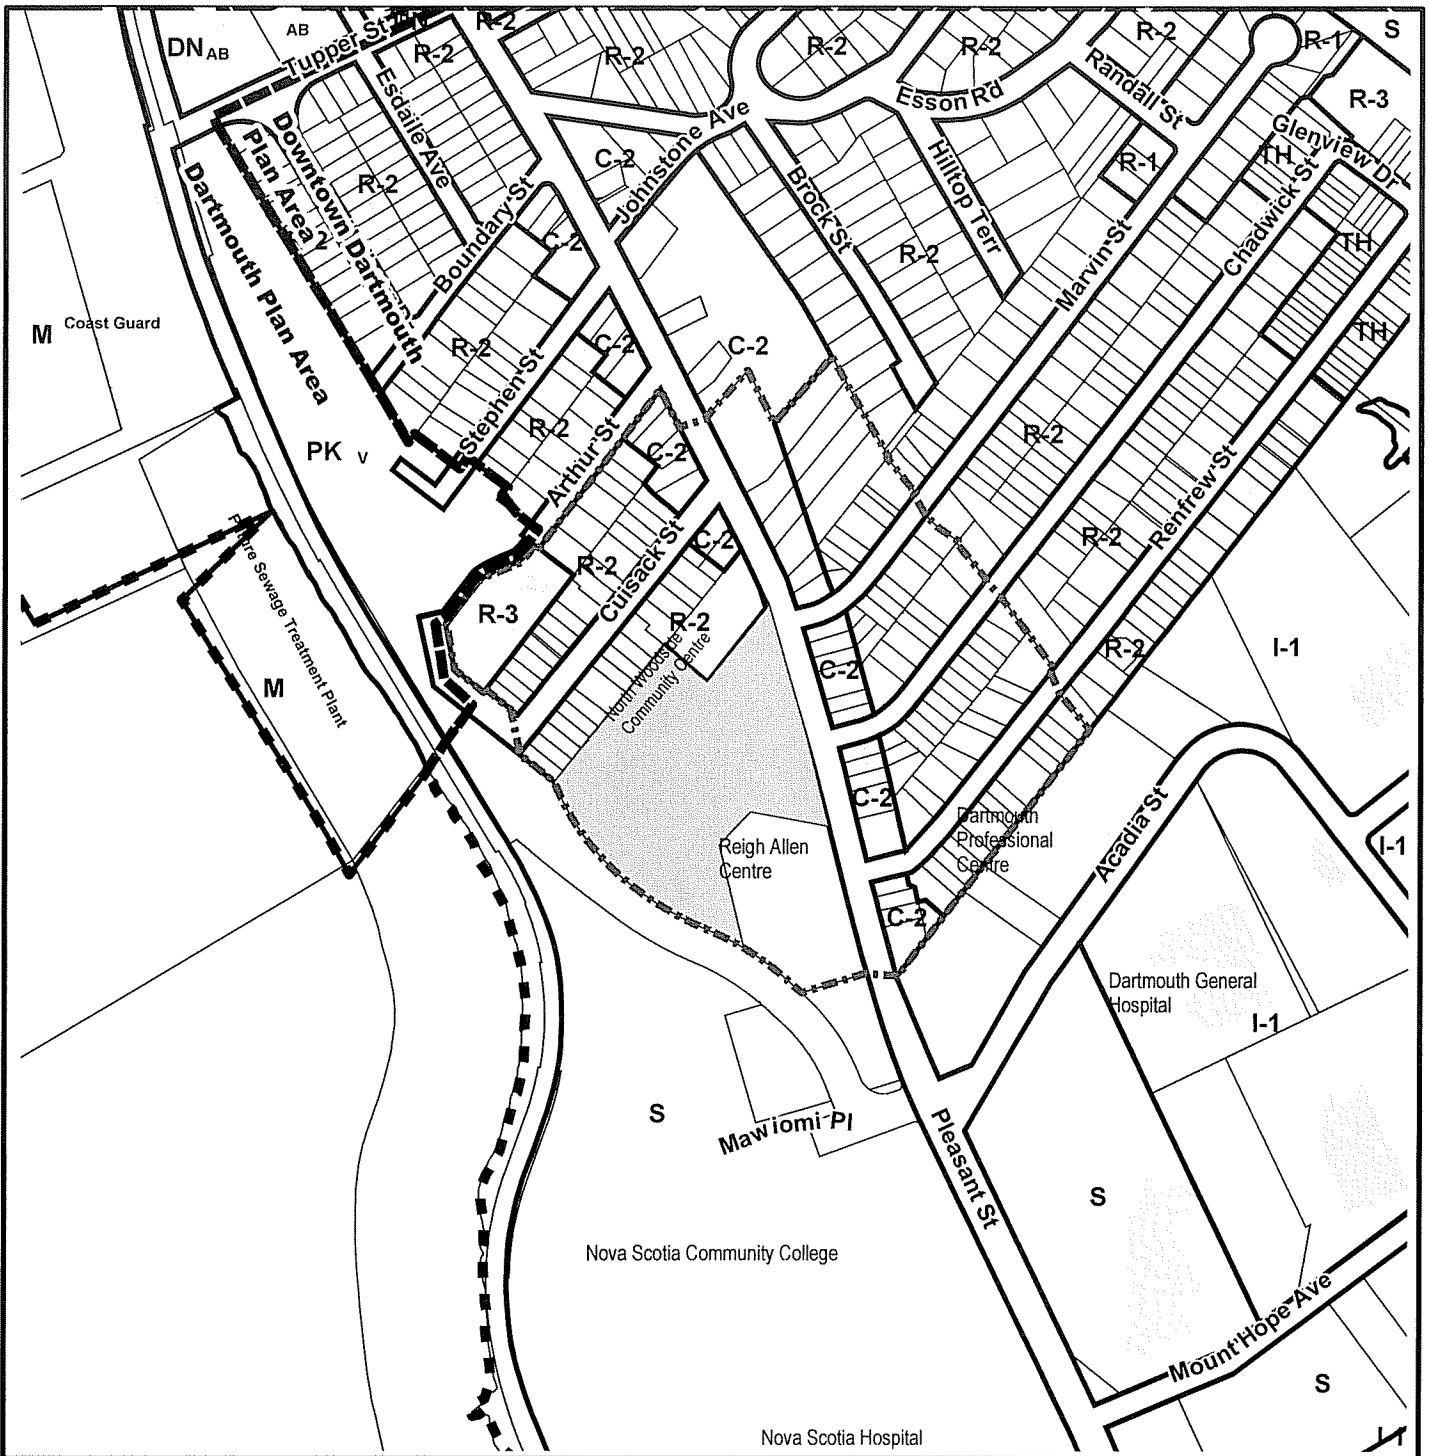 DN AB
AB
Tupper St
DN
R-2
R-2
R-2
R-2
R-2
R-2
R-1
S
R-3
Randall St
Esson Rd
Glenview Dr
TH
Downtown Dartmouth
Plan Area
Esdaile Ave
C-2
Johnstone Ave
Brock St
Hilltop Terr
R-1
Chadwick St
R-2
Boundary St
C-2
R-2
Marvin St
TH
Dartmouth Plan Area
M
Coast Guard
R-2
Stephen St
C-2
C-2
TH
PK
V
R-2
Arthur St
C-2
R-2
Renfrew St
R-2
C-2
R-2
Cuisack St
R-3
R-2
North Woodside
Community Centre
C-2
R-2
I-1
Sewage Treatment Plant
M
C-2
Reigh Allen
Centre
Dartmouth
Professional
Centre
Acadia St
I-1
C-2
Dartmouth General
Hospital
I-1
S
Mawiomi Pl
Pleasant St
S
Nova Scotia Community College
Mount Hope Ave
S
Nova Scotia Hospital
I-1